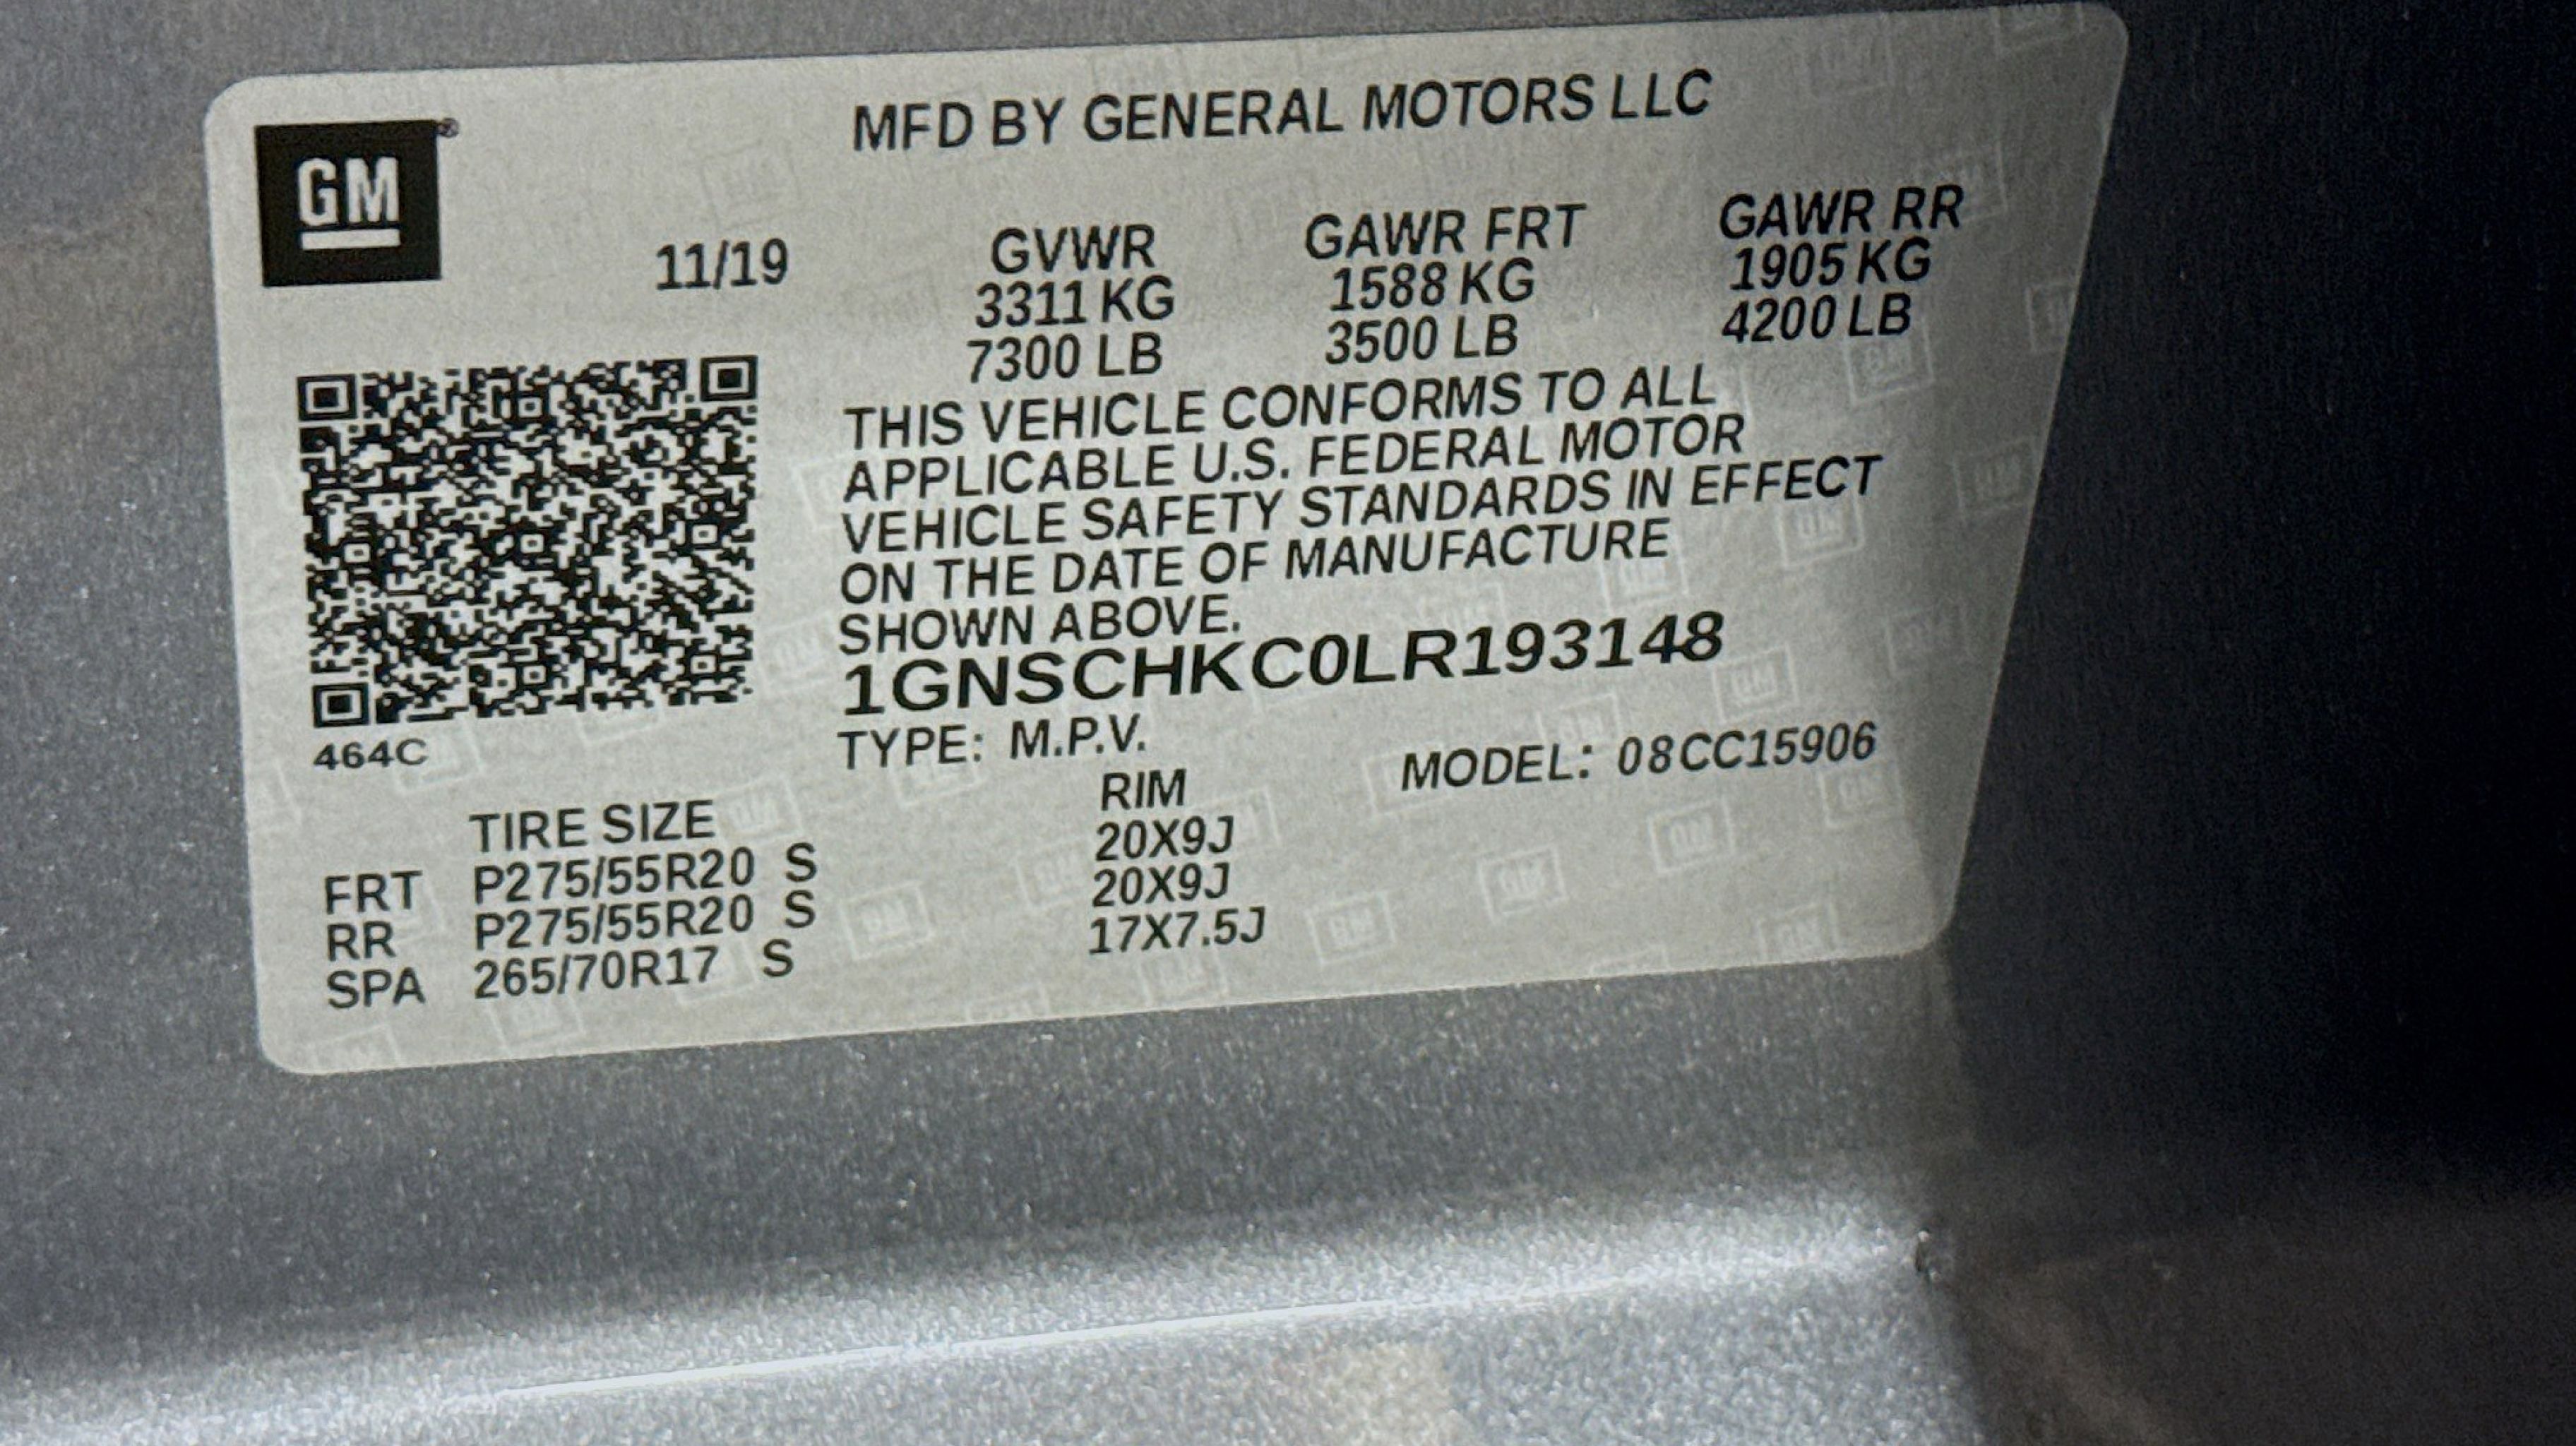 GM
MFD BY GENERAL MOTORS LLC
11/19
GVWR GAWR FRT GAWR RR
3311 KG 1588 KG 1905 KG
7300 LB 3500 LB 4200 LB
THIS VEHICLE CONFORMS TO ALL
APPLICABLE U.S. FEDERAL MOTOR
VEHICLE SAFETY STANDARDS IN EFFECT
ON THE DATE OF MANUFACTURE
SHOWN ABOVE.
1GNSCHKC0LR193148
464C
TYPE: M.P.V. MODEL: 08CC15906
TIRE SIZE RIM
FRT P275/55R20 S 20X9J
RR P275/55R20 S 20X9J
SPA 265/70R17 S 17X7.5J